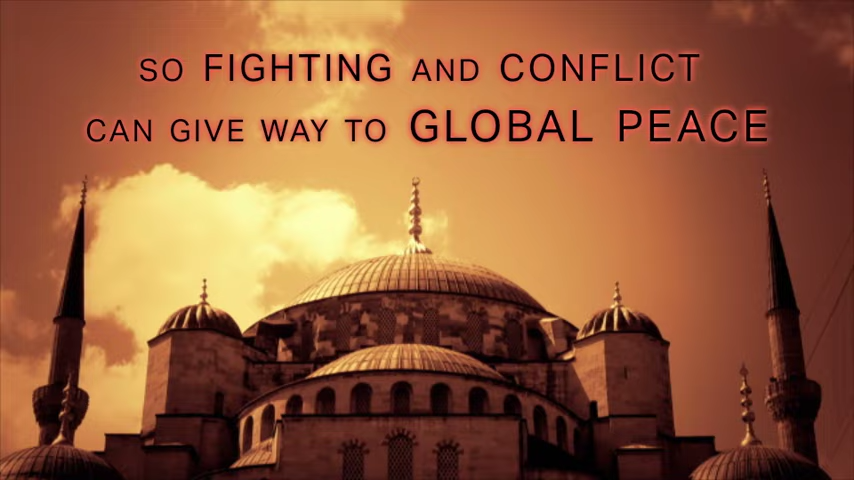 SO FIGHTING AND CONFLICT
CAN GIVE WAY TO GLOBAL PEACE